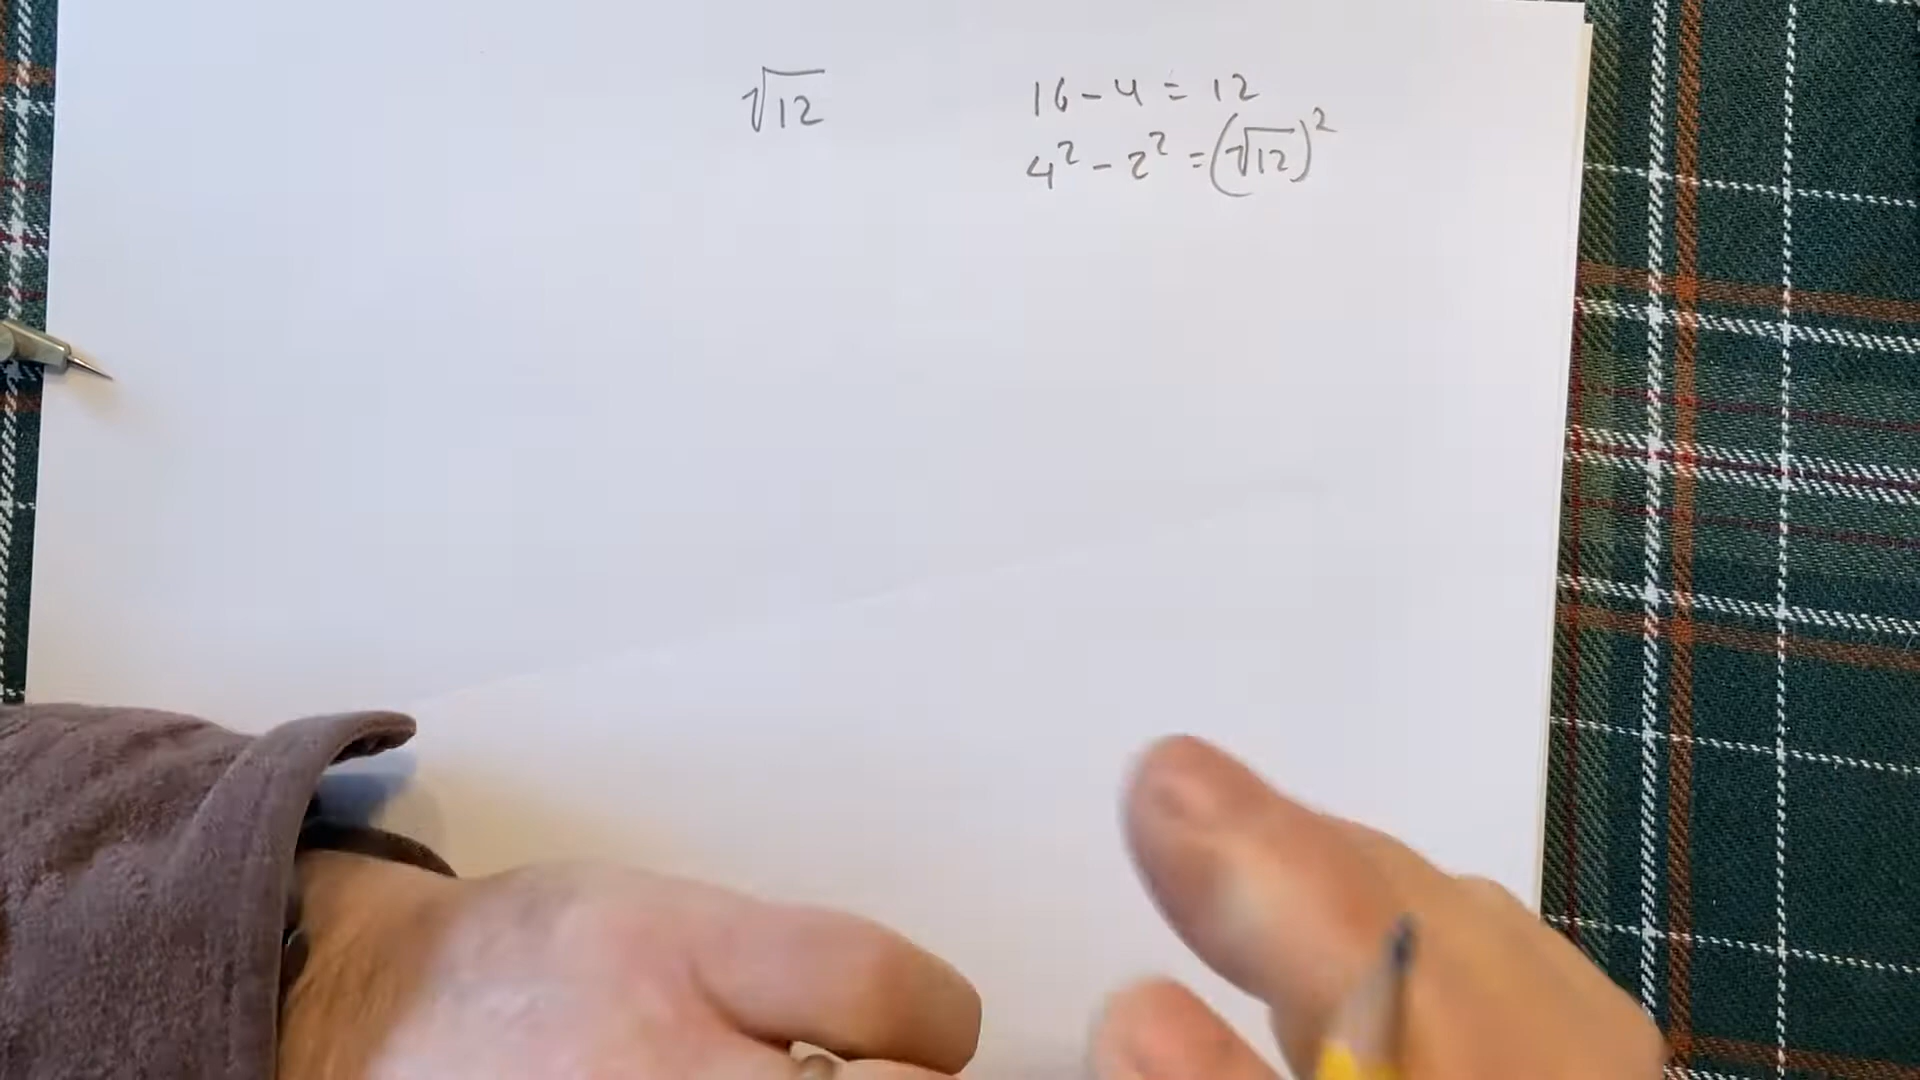 √12
16 - 4 = 12
4² - 2² = (√12)²